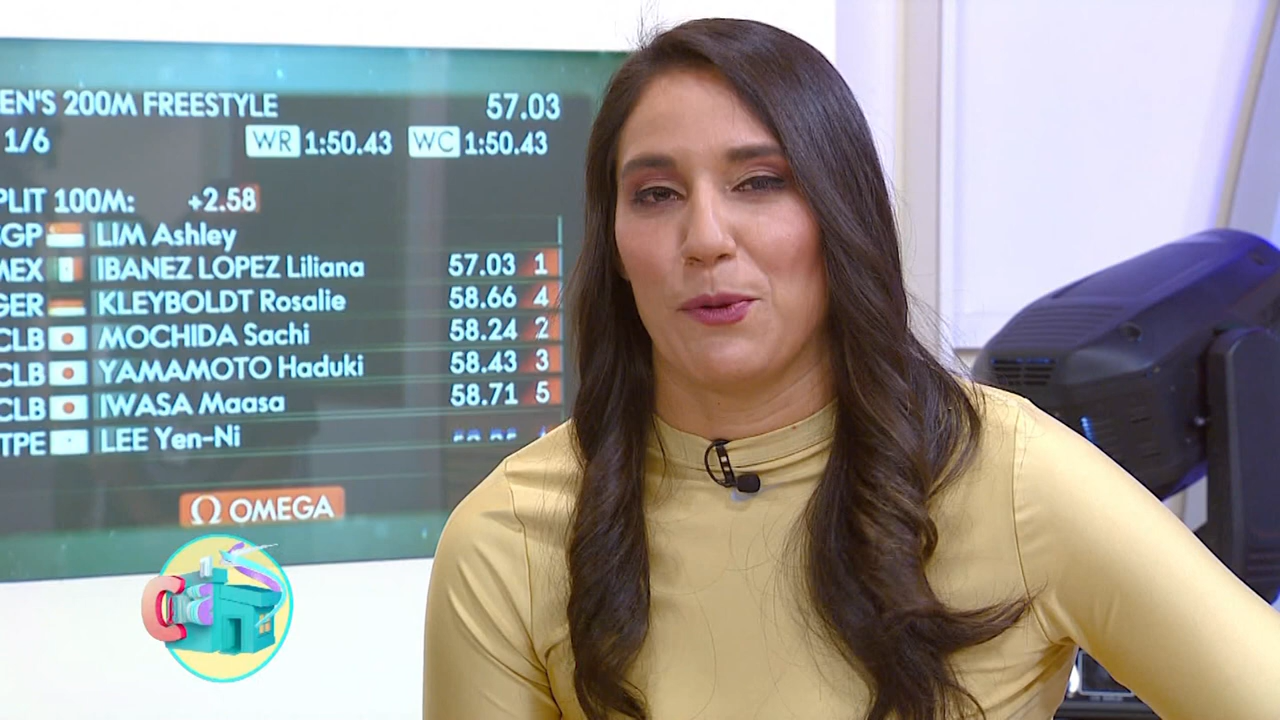 EN'S 200M FREESTYLE 57.03
1/6 WR 1:50.43 WC 1:50.43
PLIT 100M: +2.58
GP LIM Ashley
MEX IBANEZ LOPEZ Liliana 57.03 1
GER KLEYBOLDT Rosalie 58.66 4
CLB MOCHIDA Sachi 58.24 2
CLB YAMAMOTO Haduki 58.43 3
CLB IWASA Maasa 58.71 5
TPE LEE Yen-Ni
Ω OMEGA